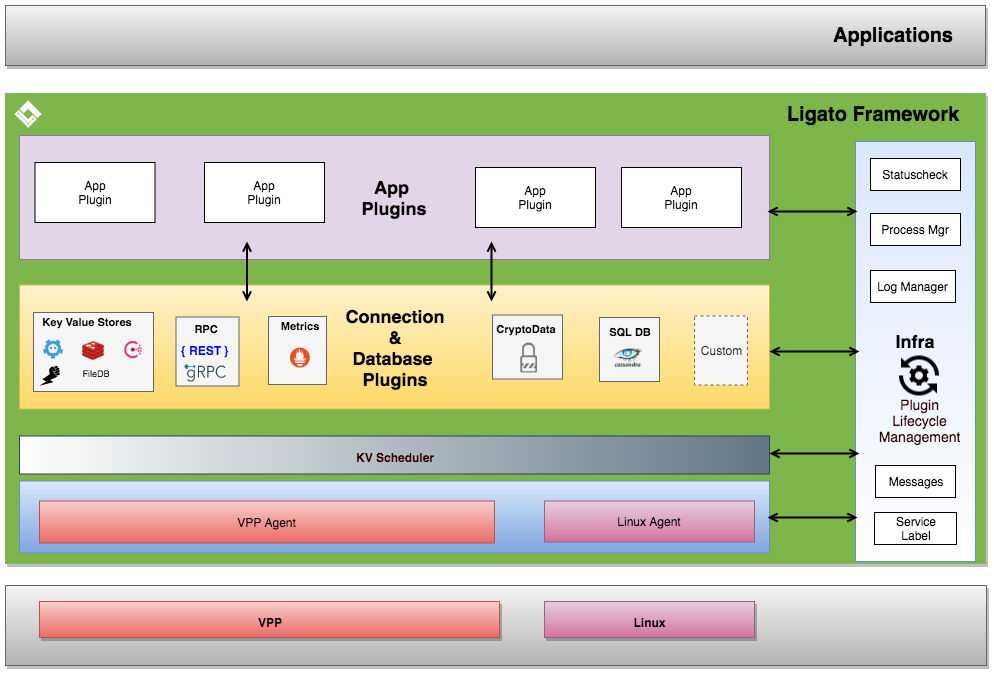 Applications
Ligato Framework
App
Plugin
App
Plugin
App
Plugins
App
Plugin
App
Plugin
Statuscheck
Process Mgr
Log Manager
Key Value Stores
FileDB
RPC
{ REST }
gRPC
Metrics
Connection
&
Database
Plugins
CryptoData
SQL DB
cassandra
Custom
Infra
Plugin
Lifecycle
Management
KV Scheduler
Messages
VPP Agent
Linux Agent
Service
Label
VPP
Linux